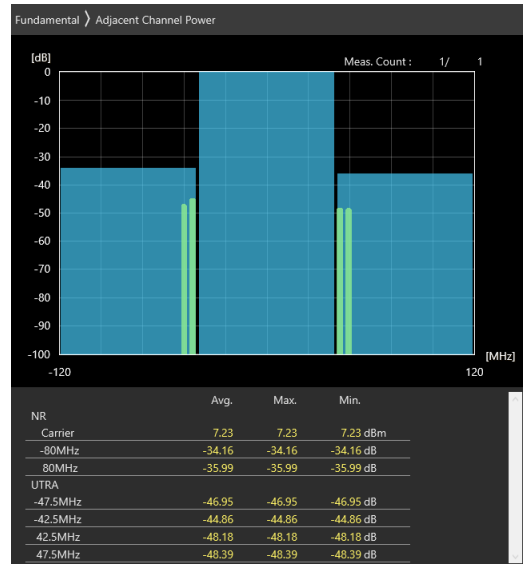 Fundamental 〉 Adjacent Channel Power
[dB]
Meas. Count : 1/ 1
0
-10
-20
-30
-40
-50
-60
-70
-80
-90
-100
[MHz]
-120 120
Avg. Max. Min.
NR
Carrier 7.23 7.23 7.23 dBm
-80MHz -34.16 -34.16 -34.16 dB
80MHz -35.99 -35.99 -35.99 dB
UTRA
-47.5MHz -46.95 -46.95 -46.95 dB
-42.5MHz -44.86 -44.86 -44.86 dB
42.5MHz -48.18 -48.18 -48.18 dB
47.5MHz -48.39 -48.39 -48.39 dB